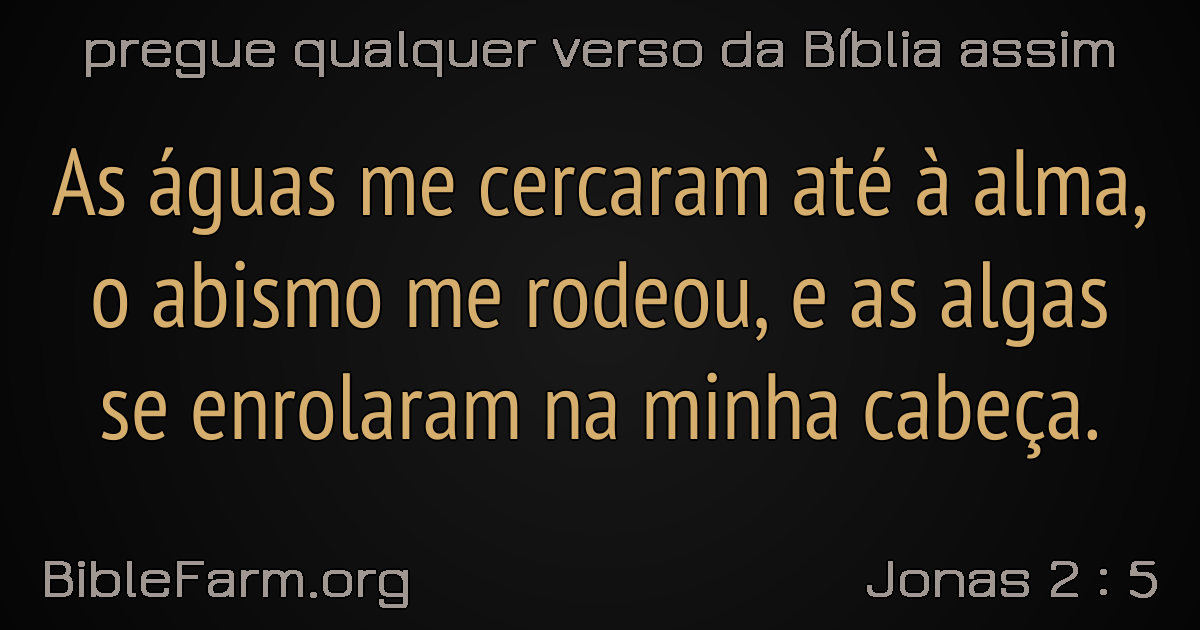 pregue qualquer verso da Bíblia assim
As águas me cercaram até à alma,
o abismo me rodeou, e as algas
se enrolaram na minha cabeça.
BibleFarm.org
Jonas 2 : 5